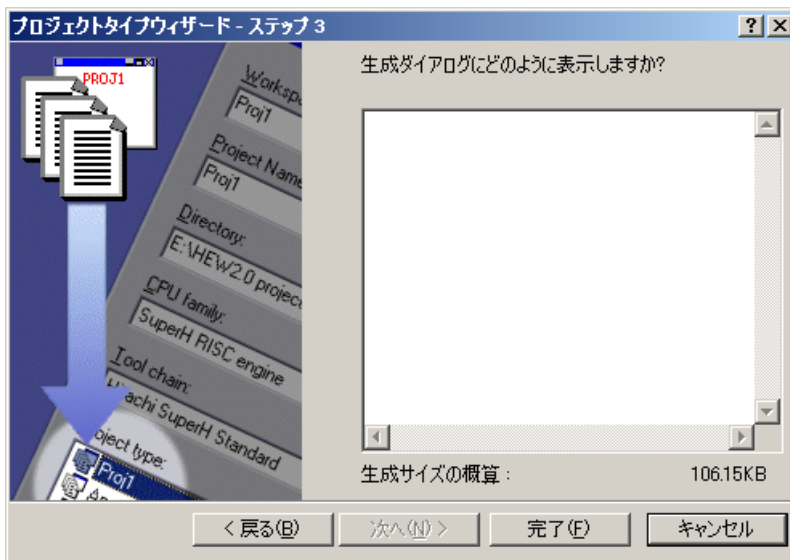 プロジェクトタイプウィザード - ステップ 3
PROJ1
Workspa
Proj1
Project Name
Proj1
Directory:
E:\HEW2.0 project
CPU family:
SuperH RISC engine
Tool chain:
Hitachi SuperH Standard
Project type:
Proj1
生成ダイアログにどのように表示しますか?
生成サイズの概算 :
106.15KB
< 戻る(B)
次へ(N) >
完了(F)
キャンセル